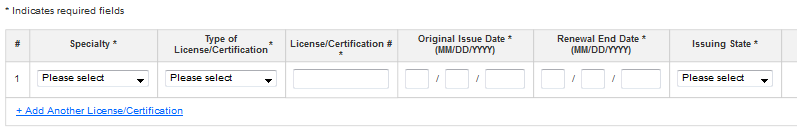 * Indicates required fields
# Specialty * Type of License/Certification * License/Certification # * Original Issue Date * (MM/DD/YYYY) Renewal End Date * (MM/DD/YYYY) Issuing State *
1 Please select Please select / / / / Please select
+ Add Another License/Certification